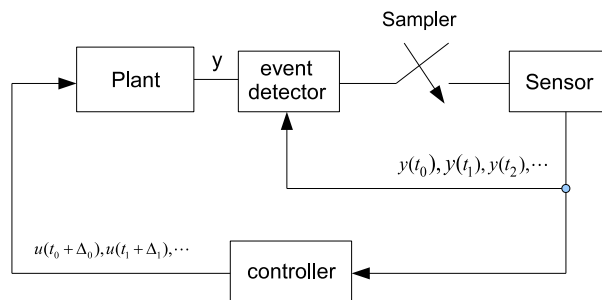 Sampler
Plant
y
event
detector
Sensor
y(t₀), y(t₁), y(t₂),⋯
u(t₀ + Δ₀), u(t₁ + Δ₁),⋯
controller